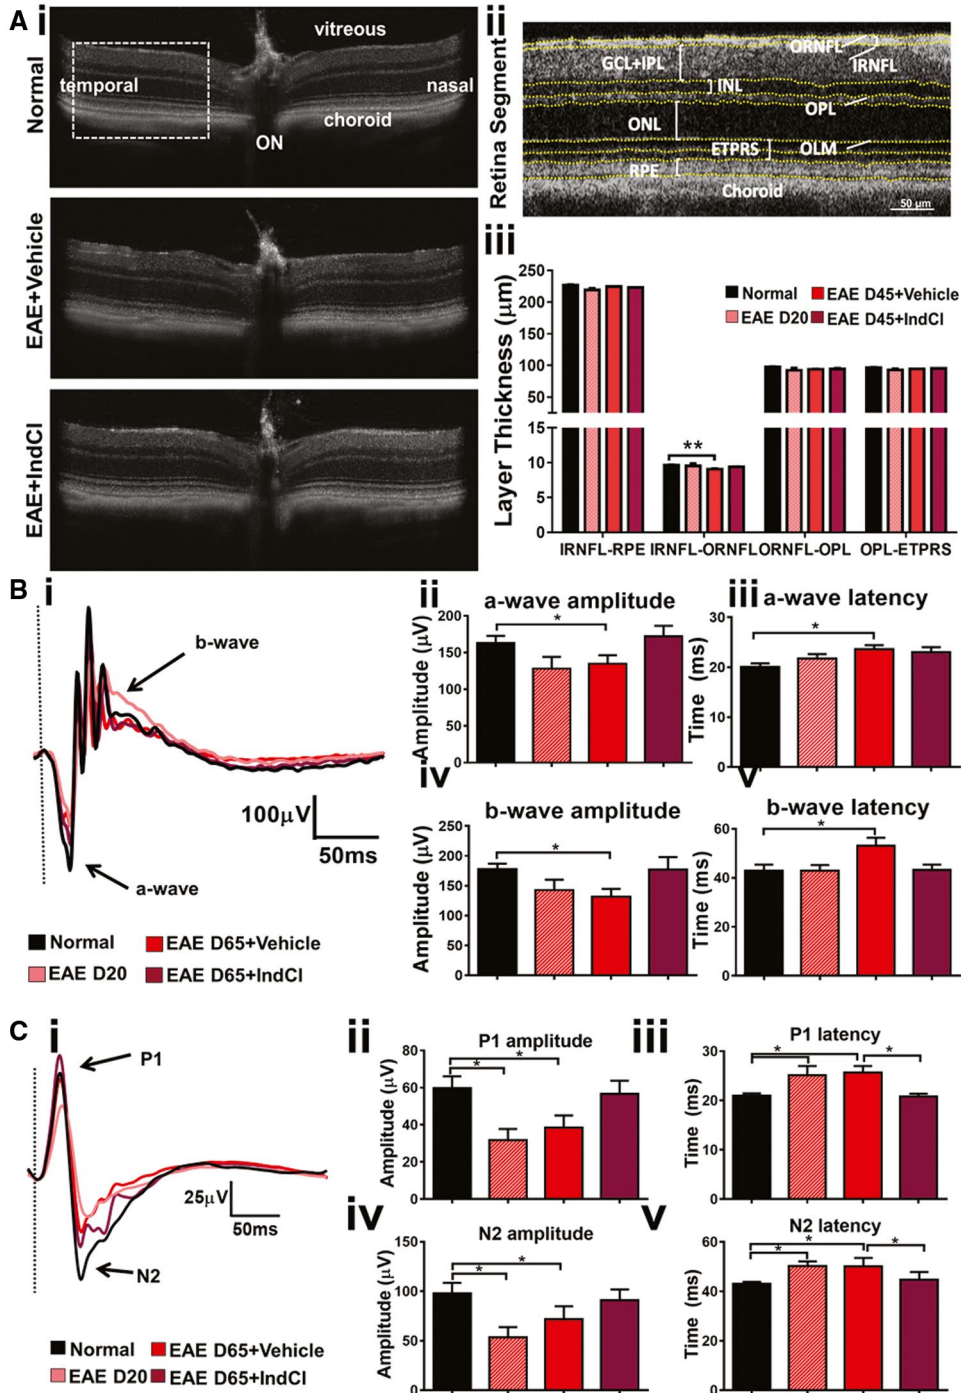 A
i
Normal
vitreous
temporal
nasal
choroid
ON
EAE+Vehicle
EAE+IndCl
ii
Retina Segment
ORNFL
IRNFL
GCL+IPL
INL
OPL
ONL
ETPRS
OLM
RPE
Choroid
50 µm
iii
Layer Thickness (µm)
250
200
150
100
50
15
10
5
0
Normal
EAE D45+Vehicle
EAE D20
EAE D45+IndCl
**
IRNFL-RPE
IRNFL-ORNFL
ORNFL-OPL
OPL-ETPRS
B
i
b-wave
a-wave
100µV
50ms
Normal
EAE D65+Vehicle
EAE D20
EAE D65+IndCl
ii
a-wave amplitude
Amplitude (µV)
200
150
100
50
0
*
iii
a-wave latency
Time (ms)
30
20
10
0
*
iv
b-wave amplitude
Amplitude (µV)
250
200
150
100
50
0
*
v
b-wave latency
Time (ms)
60
40
20
0
*
C
i
P1
N2
25µV
50ms
Normal
EAE D65+Vehicle
EAE D20
EAE D65+IndCl
ii
P1 amplitude
Amplitude (µV)
80
60
40
20
0
*
*
iii
P1 latency
Time (ms)
30
20
10
0
*
*
iv
N2 amplitude
Amplitude (µV)
150
100
50
0
*
*
v
N2 latency
Time (ms)
60
40
20
0
*
*
*